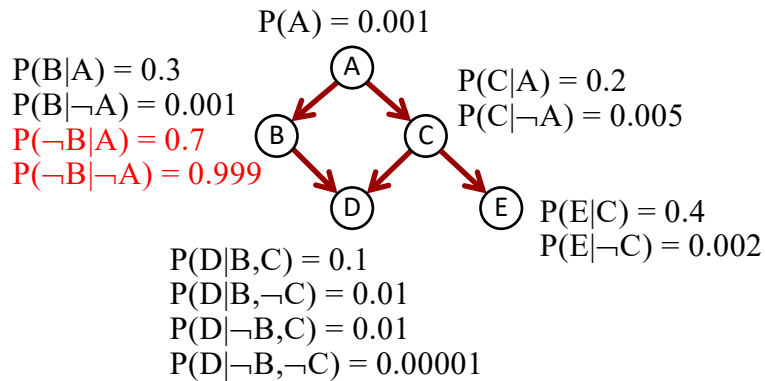 P(A) = 0.001
P(B|A) = 0.3
P(B|¬A) = 0.001
P(¬B|A) = 0.7
P(¬B|¬A) = 0.999
A
P(C|A) = 0.2
P(C|¬A) = 0.005
B
C
D
E
P(E|C) = 0.4
P(E|¬C) = 0.002
P(D|B,C) = 0.1
P(D|B,¬C) = 0.01
P(D|¬B,C) = 0.01
P(D|¬B,¬C) = 0.00001